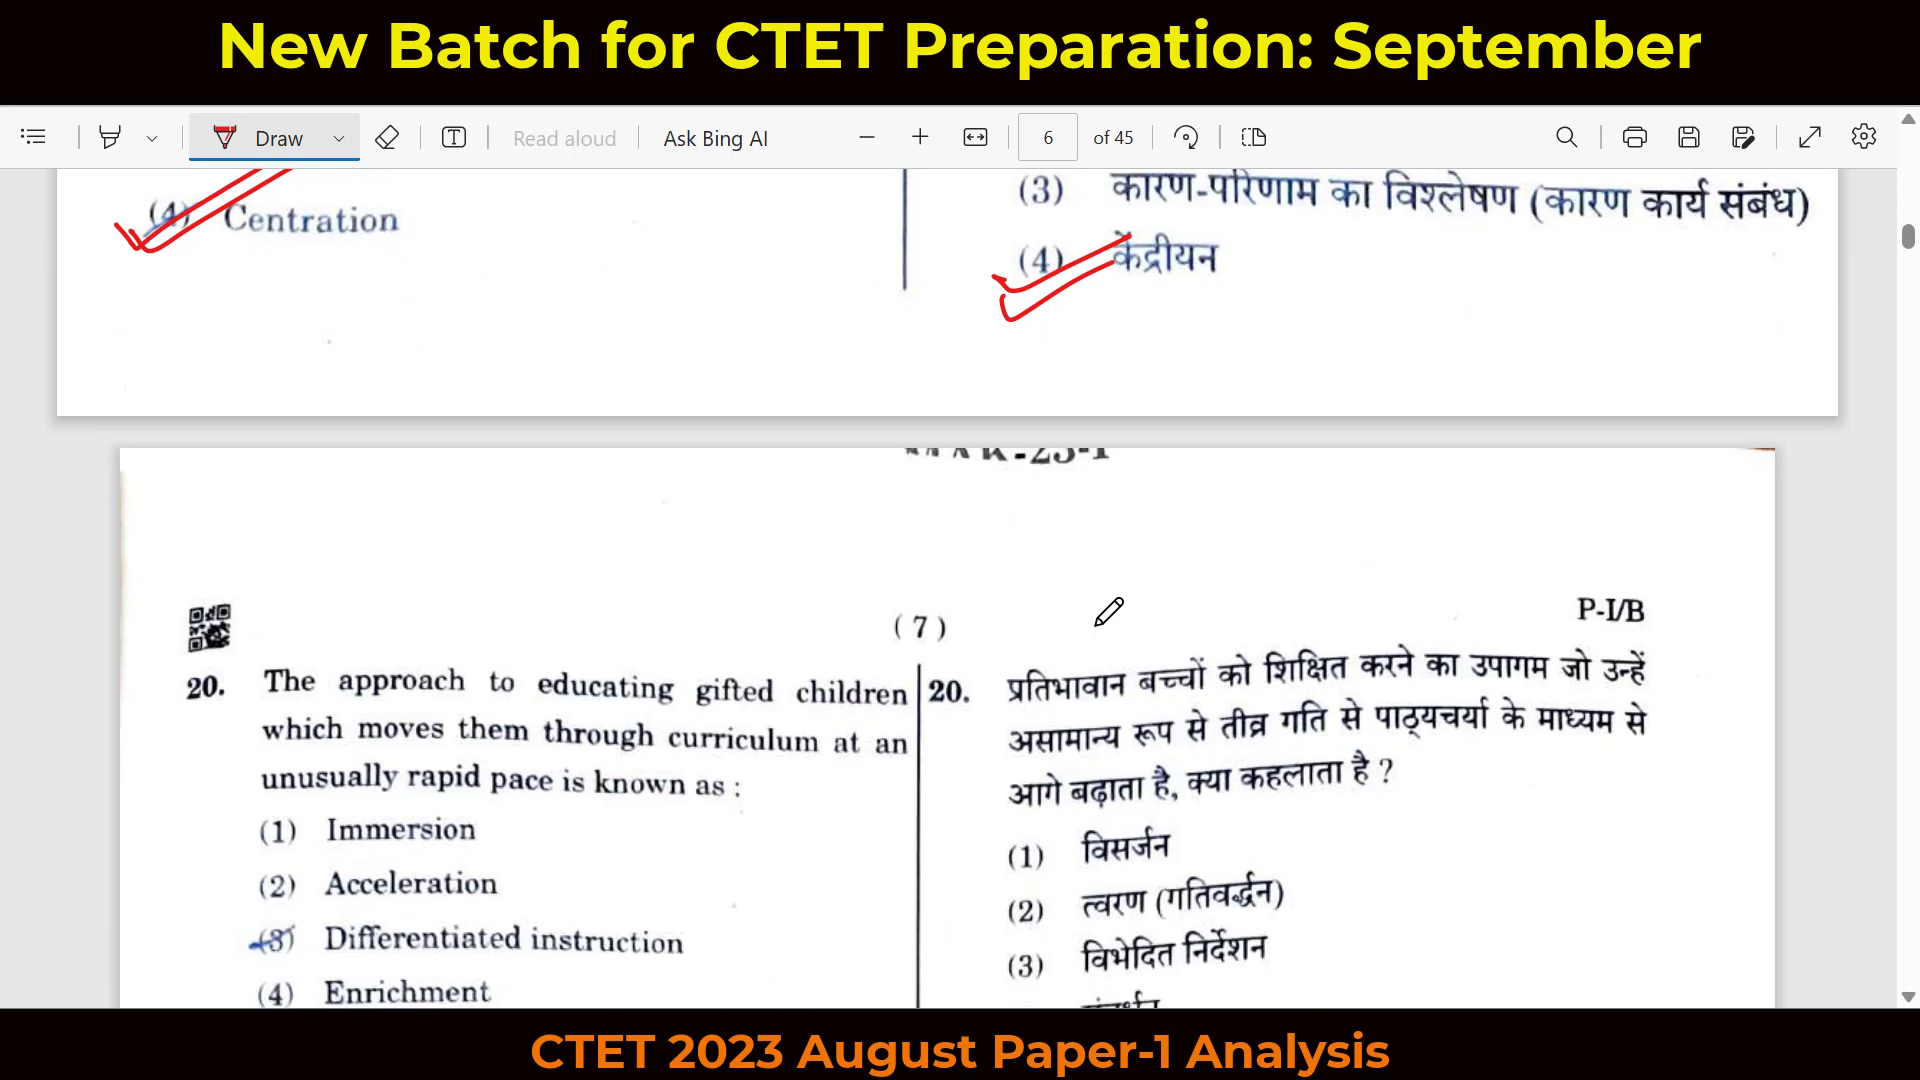 New Batch for CTET Preparation: September
Draw
Read aloud
Ask Bing AI
6 of 45
(4) Centration
(3) कारण-परिणाम का विश्लेषण (कारण कार्य संबंध)
(4) केंद्रीयन
( 7 )
P-I/B
20. The approach to educating gifted children
which moves them through curriculum at an
unusually rapid pace is known as :
(1) Immersion
(2) Acceleration
(3) Differentiated instruction
(4) Enrichment
20. प्रतिभावान बच्चों को शिक्षित करने का उपागम जो उन्हें
असामान्य रूप से तीव्र गति से पाठ्यचर्या के माध्यम से
आगे बढ़ाता है, क्या कहलाता है ?
(1) विसर्जन
(2) त्वरण (गतिवर्द्धन)
(3) विभेदित निर्देशन
CTET 2023 August Paper-1 Analysis